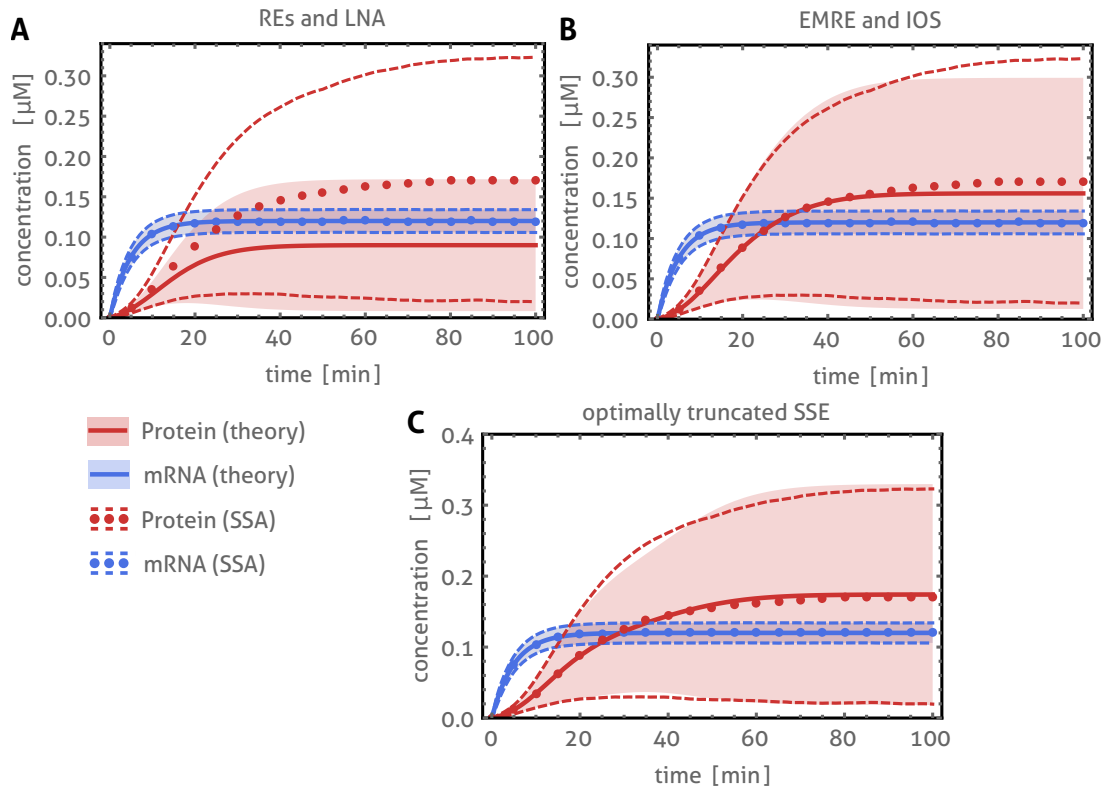 REs and LNA
A
concentration [µM]
0.30
0.25
0.20
0.15
0.10
0.05
0.00
0 20 40 60 80 100
time [min]
EMRE and IOS
B
concentration [µM]
0.30
0.25
0.20
0.15
0.10
0.05
0.00
0 20 40 60 80 100
time [min]
Protein (theory)
mRNA (theory)
Protein (SSA)
mRNA (SSA)
optimally truncated SSE
C
concentration [µM]
0.4
0.3
0.2
0.1
0.0
0 20 40 60 80 100
time [min]